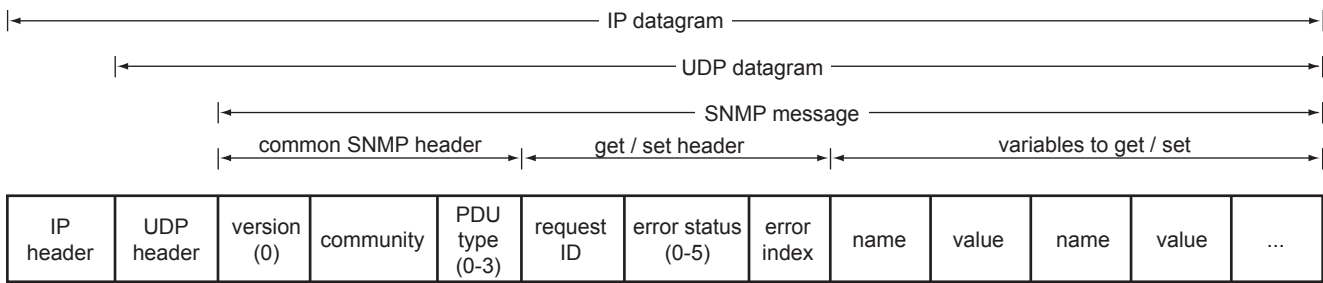 IP datagram
UDP datagram
SNMP message
common SNMP header
get / set header
variables to get / set
IP
header
UDP
header
version
(0)
community
PDU
type
(0-3)
request
ID
error status
(0-5)
error
index
name
value
name
value
...